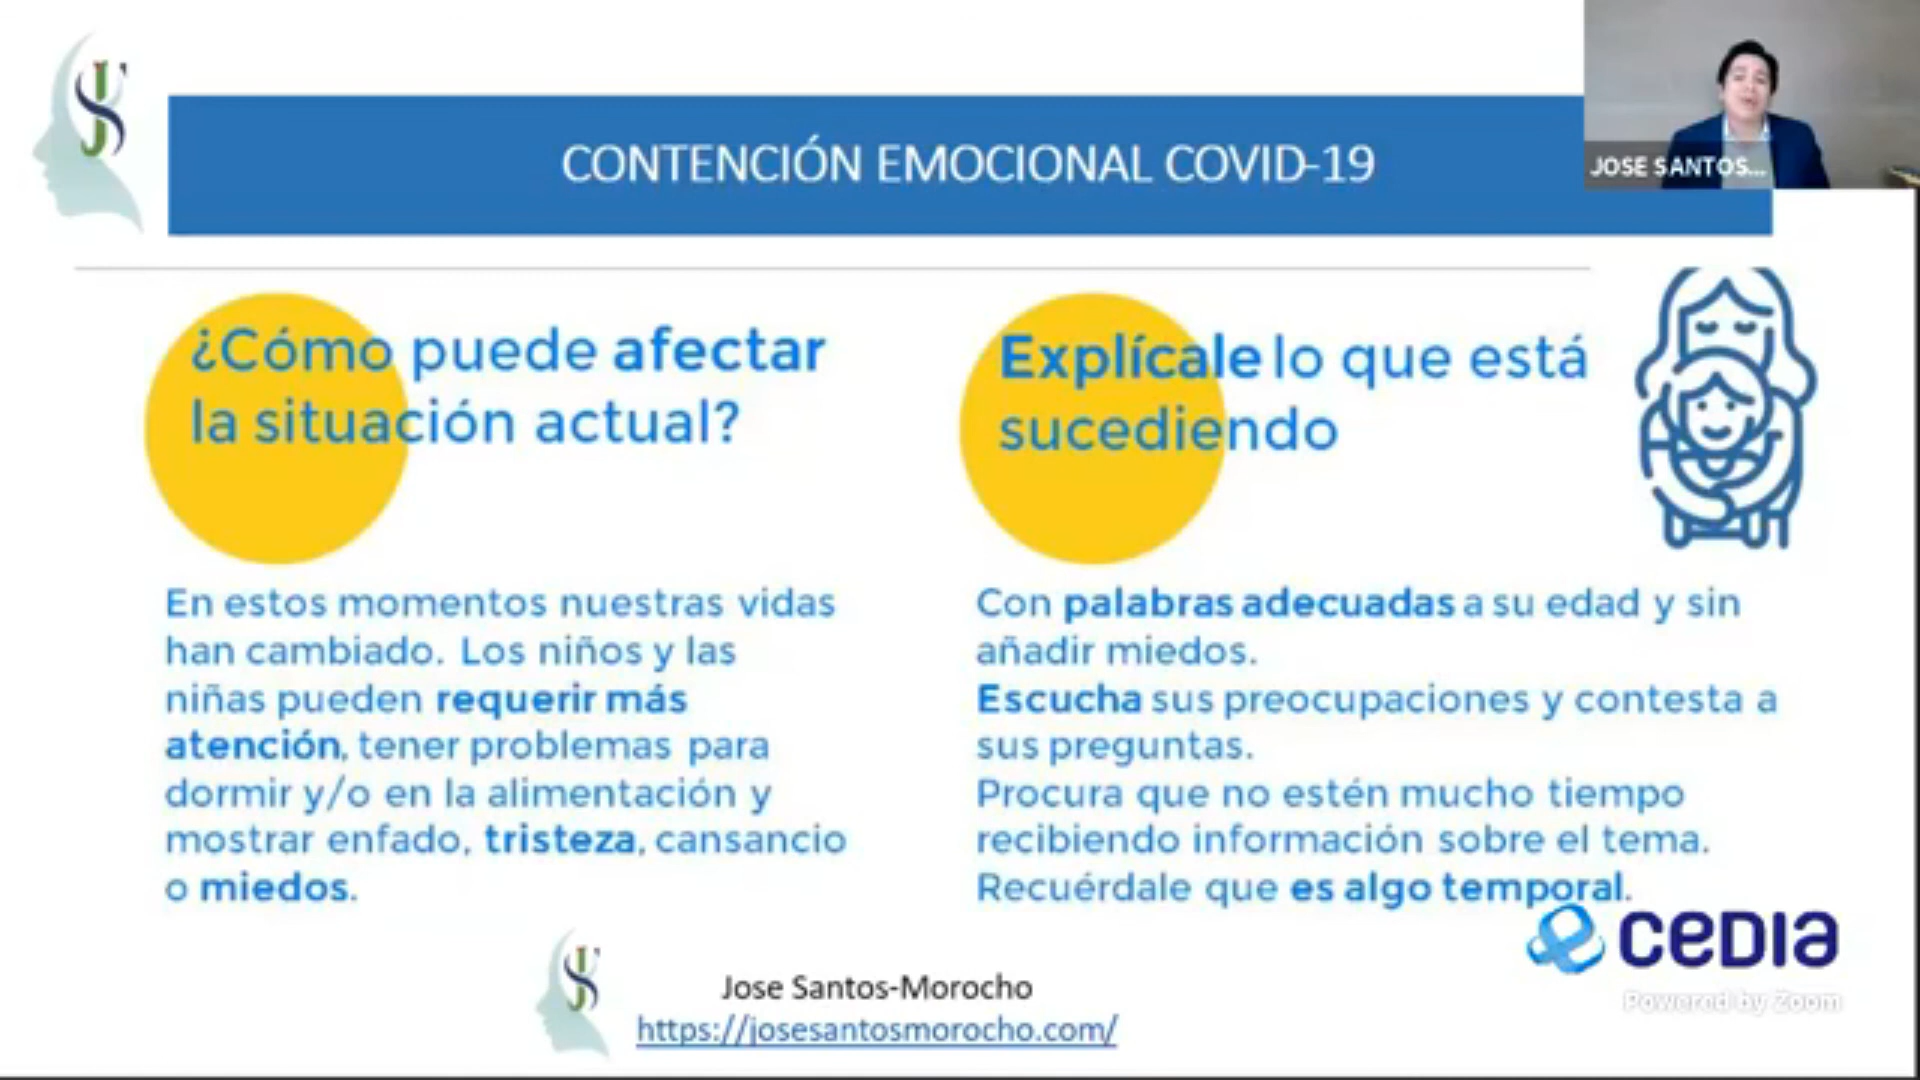 JS
CONTENCIÓN EMOCIONAL COVID-19
JOSE SANTOS...
¿Cómo puede afectar
la situación actual?
En estos momentos nuestras vidas
han cambiado. Los niños y las
niñas pueden requerir más
atención, tener problemas para
dormir y/o en la alimentación y
mostrar enfado, tristeza, cansancio
o miedos.
Explícale lo que está
sucediendo
Con palabras adecuadas a su edad y sin
añadir miedos.
Escucha sus preocupaciones y contesta a
sus preguntas.
Procura que no estén mucho tiempo
recibiendo información sobre el tema.
Recuérdale que es algo temporal.
cedia
Powered by Zoom
JS
Jose Santos-Morocho
https://josesantosmorocho.com/